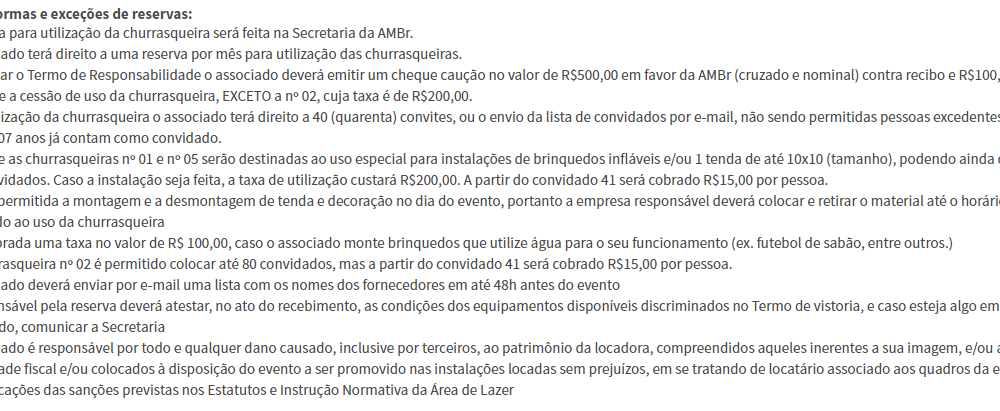 ormas e exceções de reservas:
a para utilização da churrasqueira será feita na Secretaria da AMBr.
ado terá direito a uma reserva por mês para utilização das churrasqueiras.
ar o Termo de Responsabilidade o associado deverá emitir um cheque caução no valor de R$500,00 em favor da AMBr (cruzado e nominal) contra recibo e R$100,
e a cessão de uso da churrasqueira, EXCETO a nº 02, cuja taxa é de R$200,00.
ização da churrasqueira o associado terá direito a 40 (quarenta) convites, ou o envio da lista de convidados por e-mail, não sendo permitidas pessoas excedentes
07 anos já contam como convidado.
e as churrasqueiras nº 01 e nº 05 serão destinadas ao uso especial para instalações de brinquedos infláveis e/ou 1 tenda de até 10x10 (tamanho), podendo ainda
vidados. Caso a instalação seja feita, a taxa de utilização custará R$200,00. A partir do convidado 41 será cobrado R$15,00 por pessoa.
permitida a montagem e a desmontagem de tenda e decoração no dia do evento, portanto a empresa responsável deverá colocar e retirar o material até o horári
do ao uso da churrasqueira
brada uma taxa no valor de R$ 100,00, caso o associado monte brinquedos que utilize água para o seu funcionamento (ex. futebol de sabão, entre outros.)
rasqueira nº 02 é permitido colocar até 80 convidados, mas a partir do convidado 41 será cobrado R$15,00 por pessoa.
ado deverá enviar por e-mail uma lista com os nomes dos fornecedores em até 48h antes do evento
nsável pela reserva deverá atestar, no ato do recebimento, as condições dos equipamentos disponíveis discriminados no Termo de vistoria, e caso esteja algo em
do, comunicar a Secretaria
ado é responsável por todo e qualquer dano causado, inclusive por terceiros, ao patrimônio da locadora, compreendidos aqueles inerentes a sua imagem, e/ou a
ade fiscal e/ou colocados à disposição do evento a ser promovido nas instalações locadas sem prejuízos, em se tratando de locatário associado aos quadros da e
cações das sanções previstas nos Estatutos e Instrução Normativa da Área de Lazer